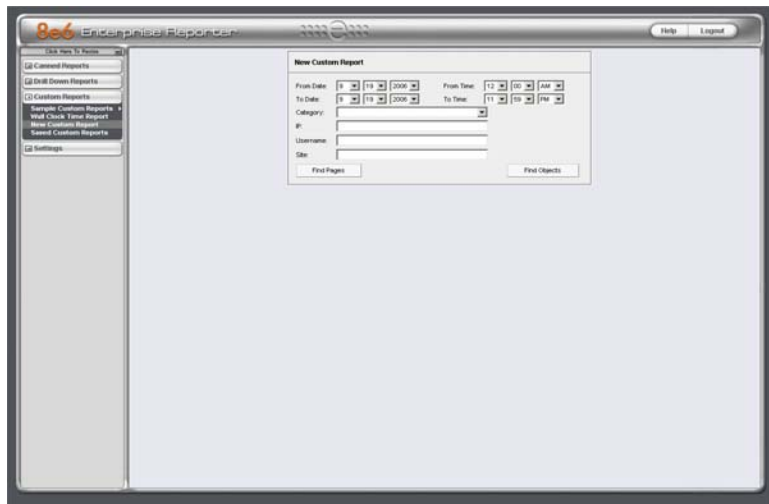 8e6 Enterprise Reporter
Help
Logout
Click Here To Resize
Canned Reports
Drill Down Reports
Custom Reports
Sample Custom Reports
Wall Clock Time Report
New Custom Report
Saved Custom Reports
Settings
New Custom Report
From Date 9 19 2006 From Time: 12 00 AM
To Date: 9 19 2006 To Time: 11 59 PM
Category:
IP:
Username
Site:
Find Pages
Find Objects